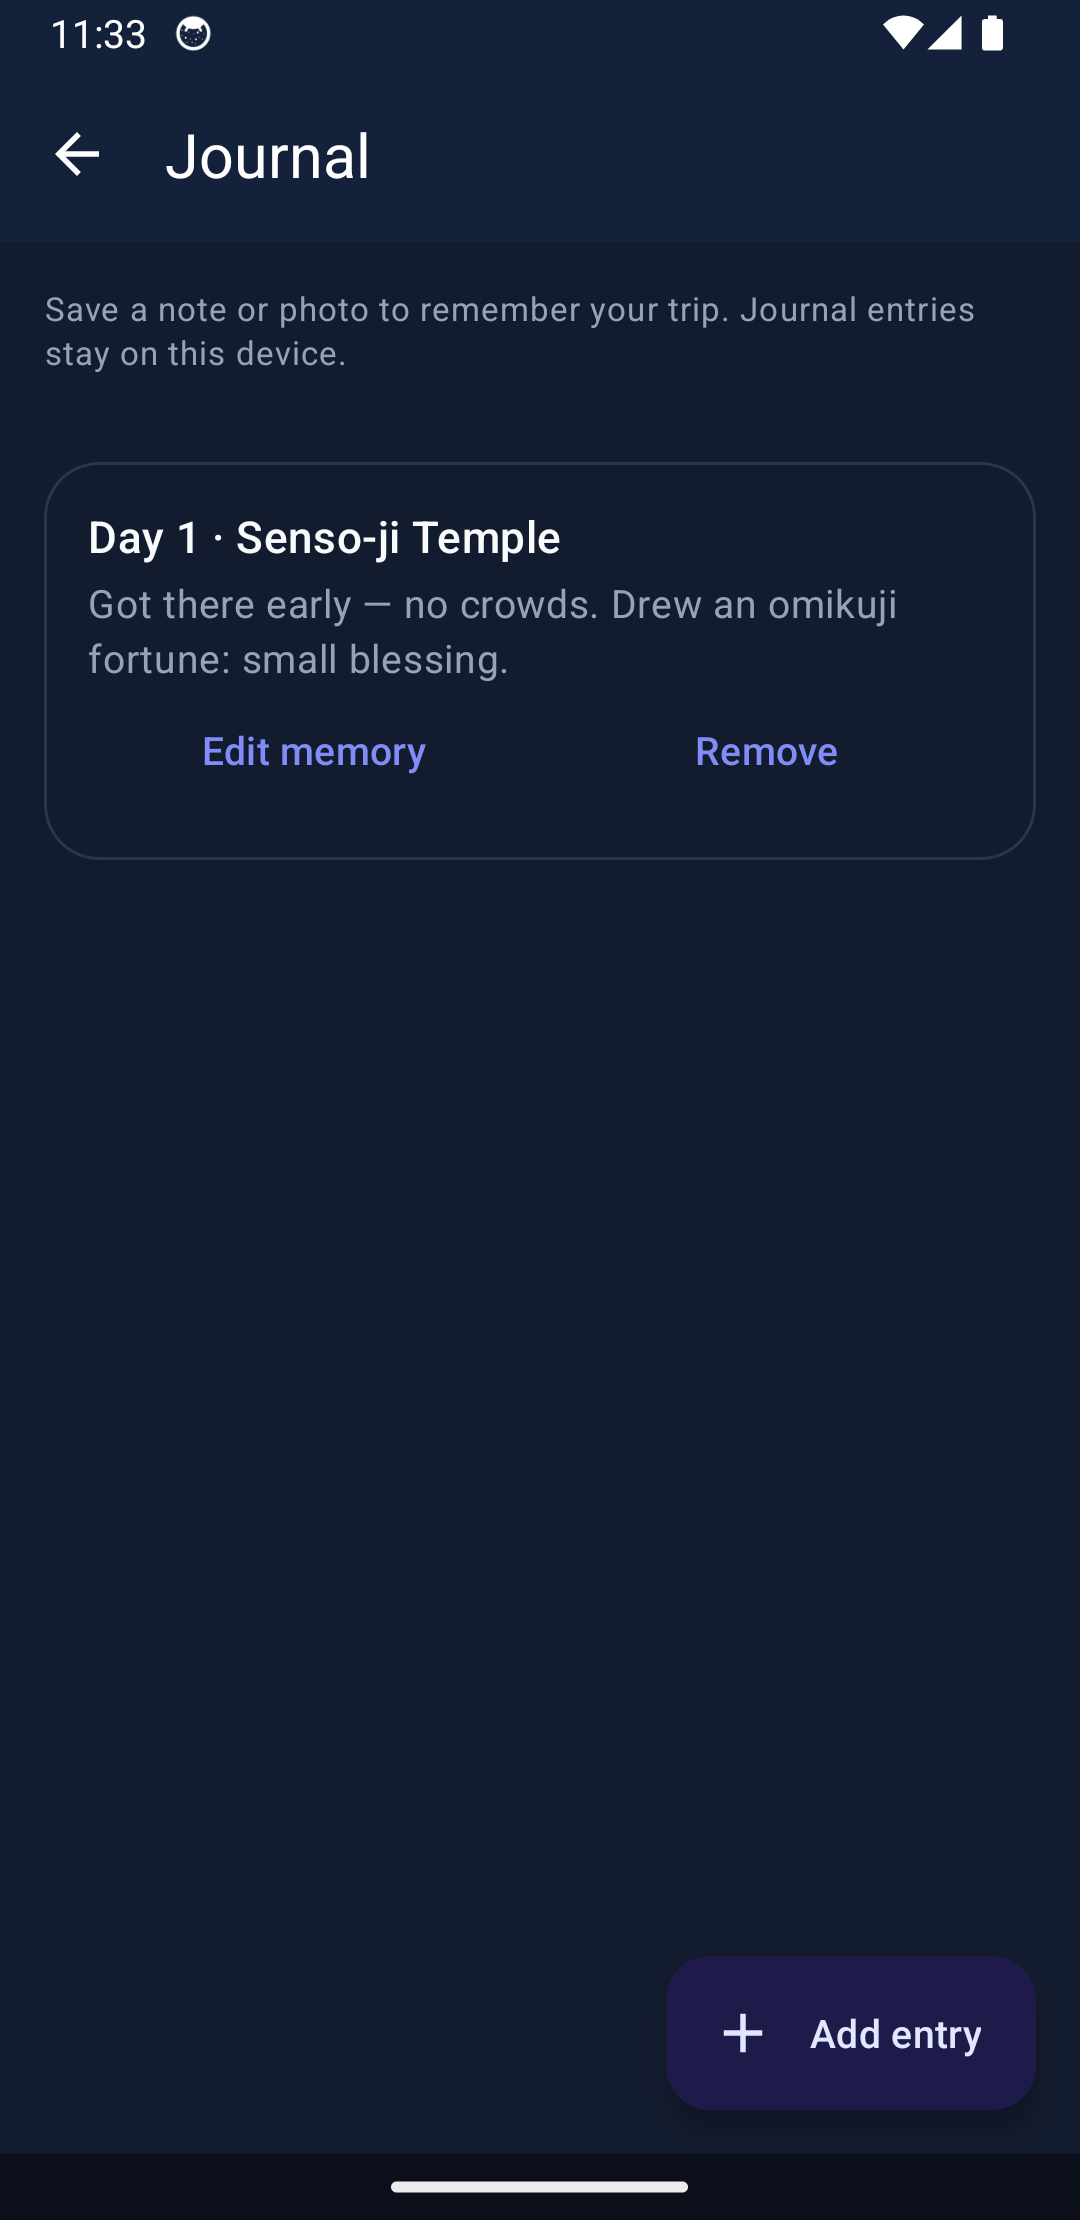 11:33
Journal
Save a note or photo to remember your trip. Journal entries
stay on this device.
Day 1 · Senso-ji Temple
Got there early — no crowds. Drew an omikuji
fortune: small blessing.
Edit memory
Remove
Add entry